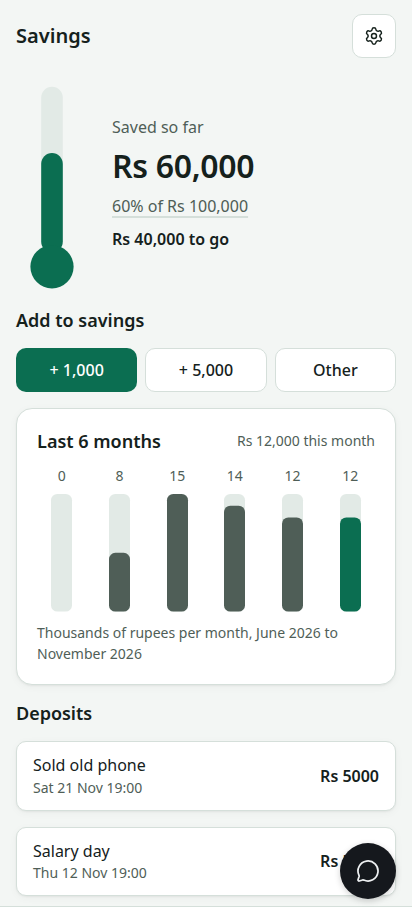 Savings
Saved so far
Rs 60,000
60% of Rs 100,000
Rs 40,000 to go
Add to savings
+ 1,000
+ 5,000
Other
Last 6 months
Rs 12,000 this month
0 8 15 14 12 12
Thousands of rupees per month, June 2026 to
November 2026
Deposits
Sold old phone
Rs 5000
Sat 21 Nov 19:00
Salary day
Rs
Thu 12 Nov 19:00